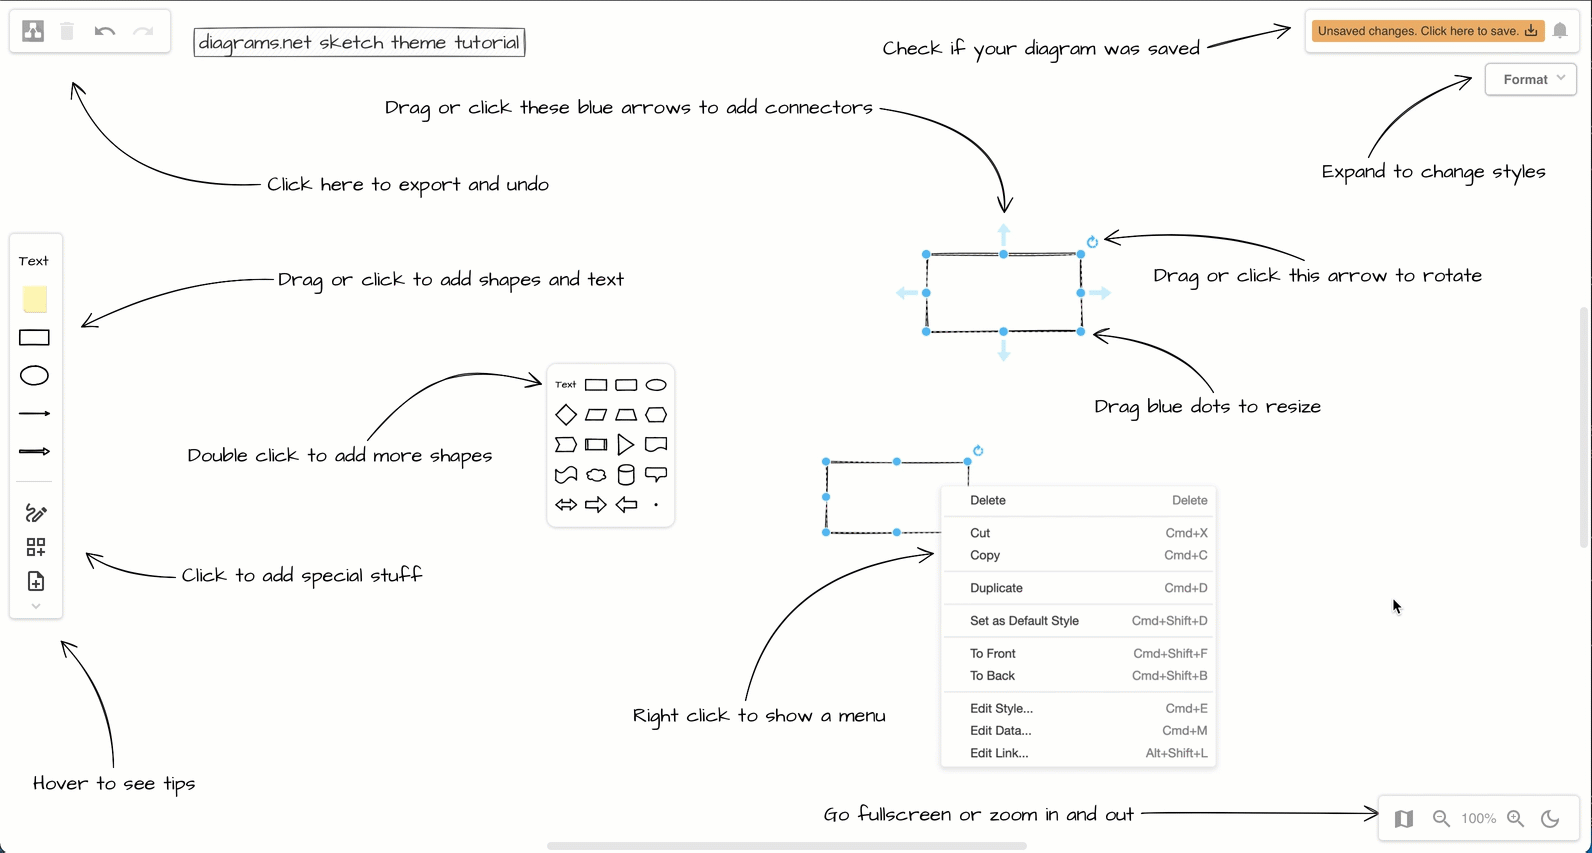 diagrams.net sketch theme tutorial
Check if your diagram was saved
Unsaved changes. Click here to save.
Format
Drag or click these blue arrows to add connectors
Expand to change styles
Click here to export and undo
Text
Drag or click to add shapes and text
Drag or click this arrow to rotate
Drag blue dots to resize
Text
Double click to add more shapes
Click to add special stuff
Delete Delete
Cut Cmd+X
Copy Cmd+C
Duplicate Cmd+D
Set as Default Style Cmd+Shift+D
To Front Cmd+Shift+F
To Back Cmd+Shift+B
Edit Style... Cmd+E
Edit Data... Cmd+M
Edit Link... Alt+Shift+L
Right click to show a menu
Hover to see tips
Go fullscreen or zoom in and out
100%